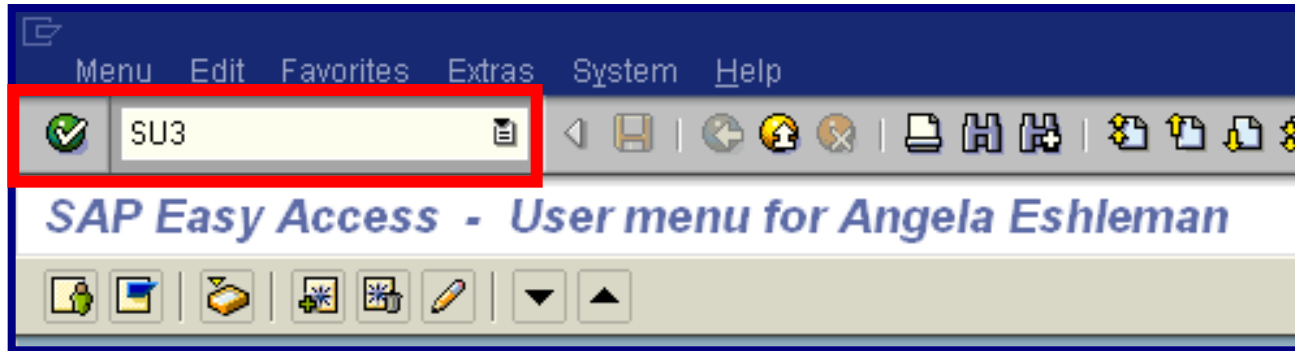 Menu Edit Favorites Extras System Help
SU3
SAP Easy Access - User menu for Angela Eshleman